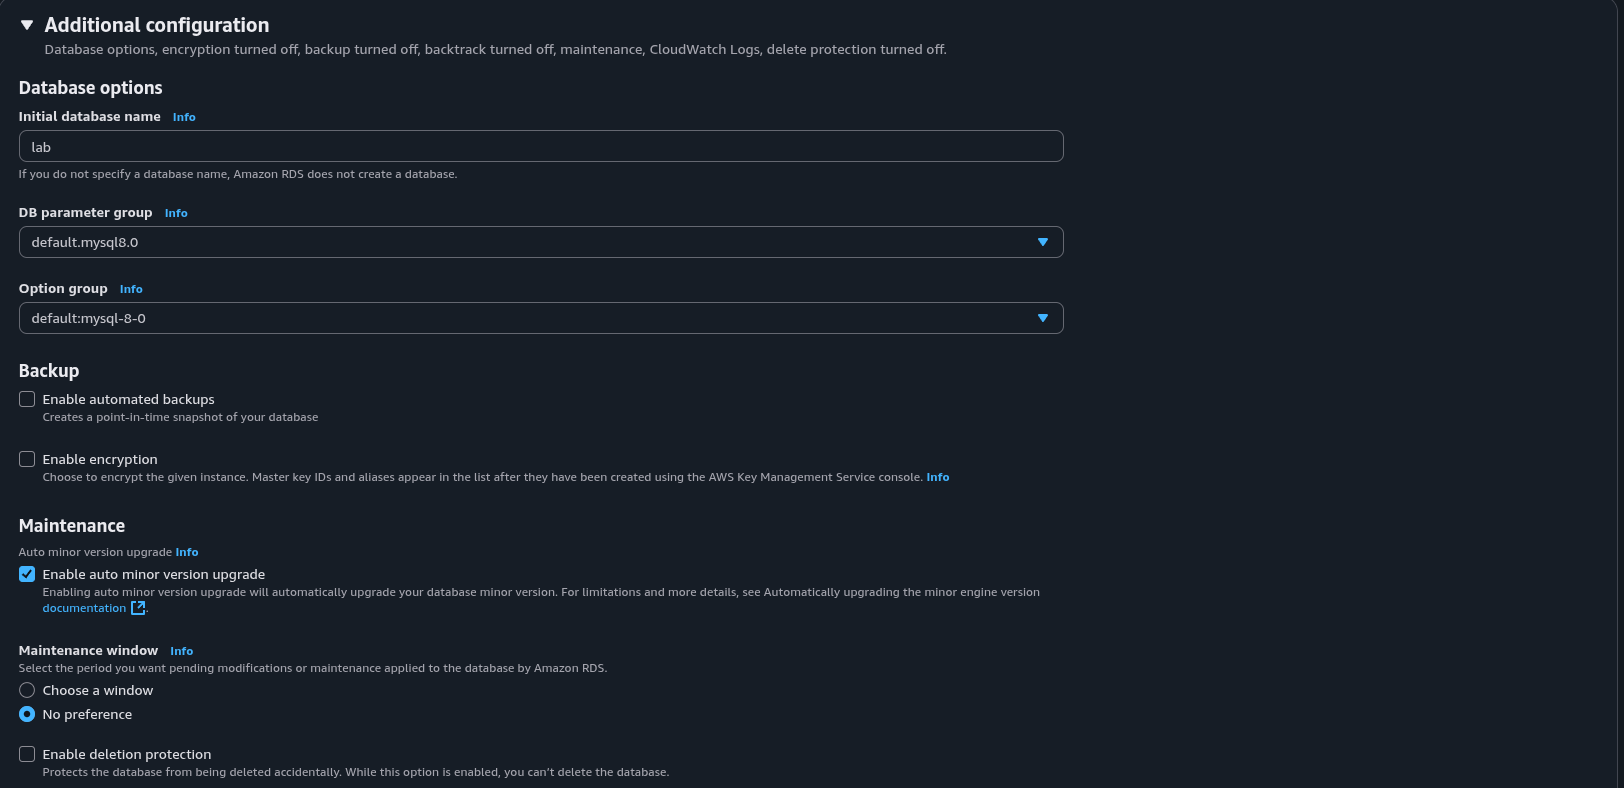 Additional configuration
Database options, encryption turned off, backup turned off, backtrack turned off, maintenance, CloudWatch Logs, delete protection turned off.
Database options
Initial database name Info
lab
If you do not specify a database name, Amazon RDS does not create a database.
DB parameter group Info
default.mysql8.0
Option group Info
default:mysql-8-0
Backup
Enable automated backups
Creates a point-in-time snapshot of your database
Enable encryption
Choose to encrypt the given instance. Master key IDs and aliases appear in the list after they have been created using the AWS Key Management Service console. Info
Maintenance
Auto minor version upgrade Info
Enable auto minor version upgrade
Enabling auto minor version upgrade will automatically upgrade your database minor version. For limitations and more details, see Automatically upgrading the minor engine version
documentation.
Maintenance window Info
Select the period you want pending modifications or maintenance applied to the database by Amazon RDS.
Choose a window
No preference
Enable deletion protection
Protects the database from being deleted accidentally. While this option is enabled, you can't delete the database.